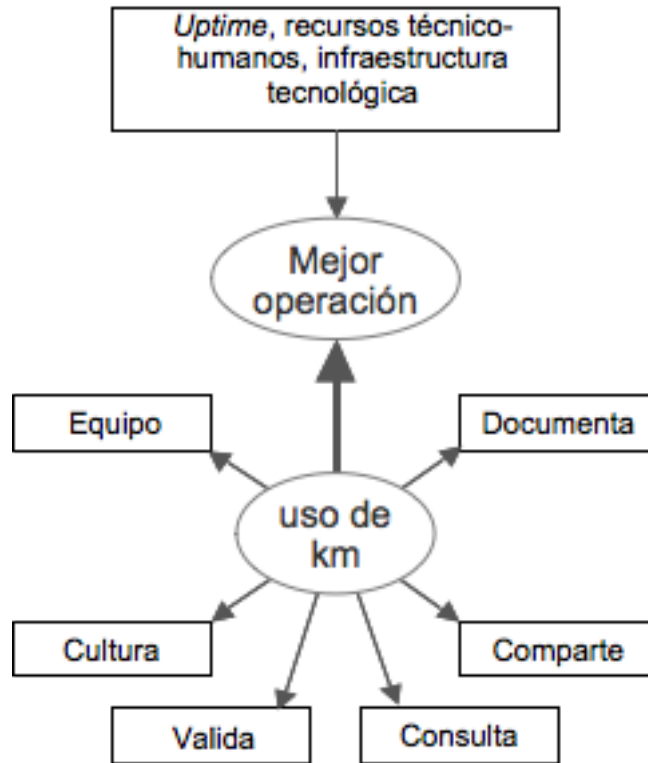 Uptime, recursos técnico-
humanos, infraestructura
tecnológica
Mejor
operación
Equipo
Documenta
uso de
km
Cultura
Comparte
Valida
Consulta